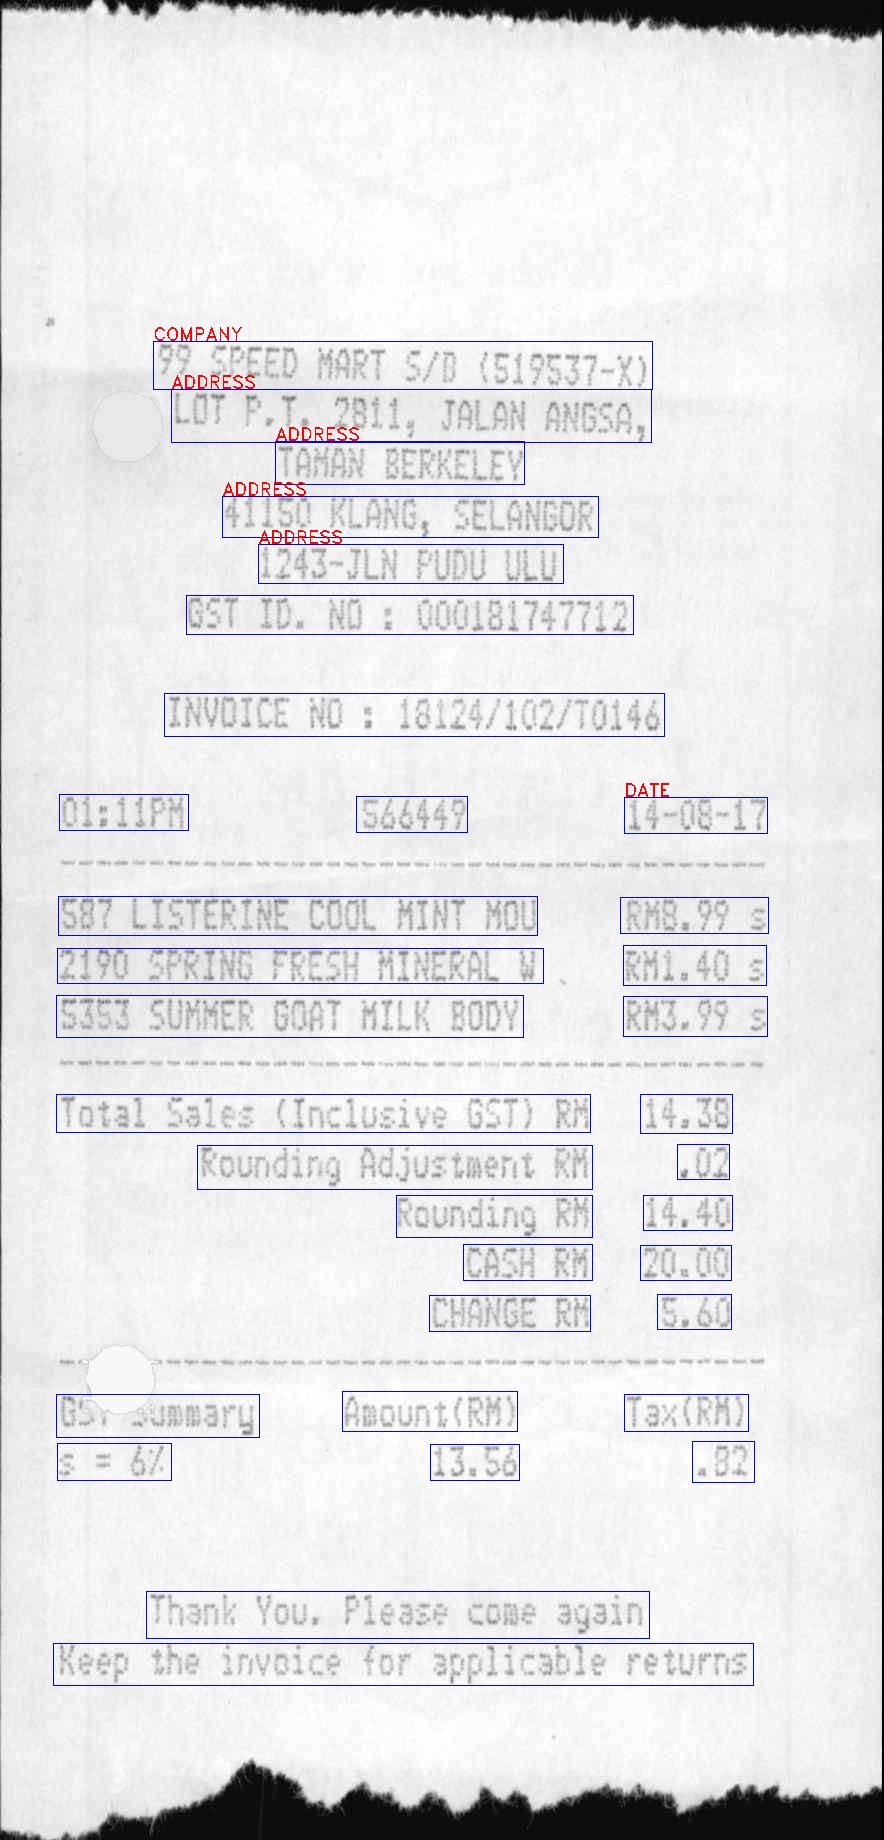 COMPANY
99 SPEED MART S/B (519537-X)
ADDRESS
LOT P.T. 2811, JALAN ANGSA,
ADDRESS
TAMAN BERKELEY
ADDRESS
41150 KLANG, SELANGOR
ADDRESS
1243-JLN PUDU ULU
GST ID. NO : 000181747712
INVOICE NO : 18124/102/70146
DATE
01:11PM 566449 14-08-17
587 LISTERINE COOL MINT MOU RM8.99 s
2190 SPRING FRESH MINERAL W RM1.40 s
5353 SUMMER GOAT MILK BODY RM3.99 s
Total Sales (Inclusive GST) RM 14.38
Rounding Adjustment RM .02
Rounding RM 14.40
CASH RM 20.00
CHANGE RM 5.60
GST Summary Amount(RM) Tax(RM)
s = 6% 13.56 .82
Thank You. Please come again
Keep the invoice for applicable returns